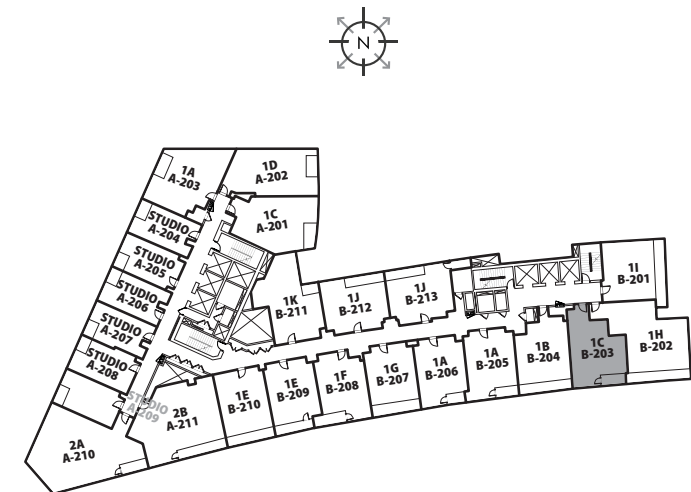 N
1D
A-202
1A
A-203
1C
A-201
STUDIO
A-204
STUDIO
A-205
STUDIO
A-206
STUDIO
A-207
STUDIO
A-208
STUDIO
A-209
2A
A-210
2B
A-211
1K
B-211
1J
B-212
1J
B-213
1I
B-201
1E
B-210
1E
B-209
1F
B-208
1G
B-207
1A
B-206
1A
B-205
1B
B-204
1C
B-203
1H
B-202